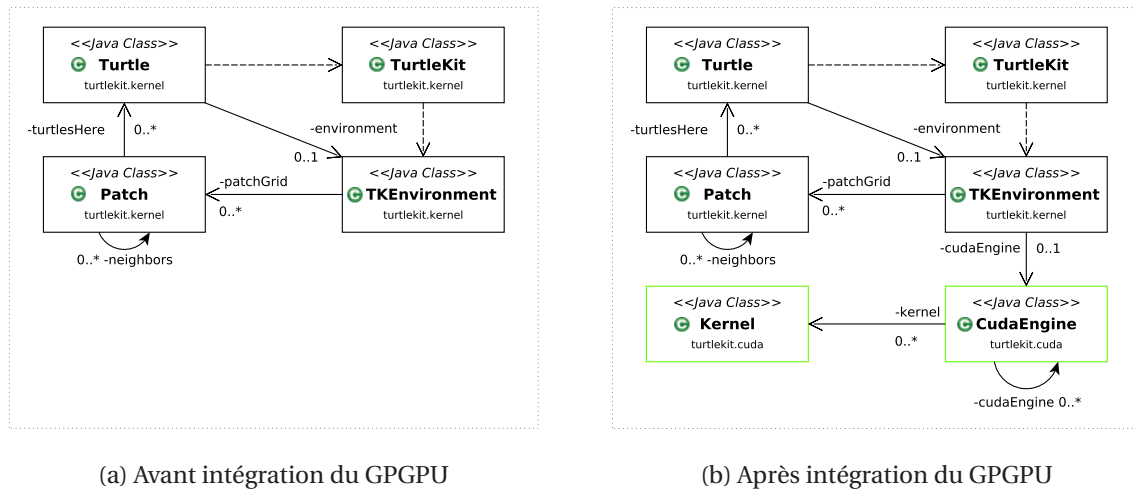 <<Java Class>>
C Turtle
turtlekit.kernel
<<Java Class>>
C TurtleKit
turtlekit.kernel
-turtlesHere
0..*
-environment
0..1
<<Java Class>>
C Patch
turtlekit.kernel
-patchGrid
0..*
<<Java Class>>
C TKEnvironment
turtlekit.kernel
0..* -neighbors
(a) Avant intégration du GPGPU
<<Java Class>>
C Turtle
turtlekit.kernel
<<Java Class>>
C TurtleKit
turtlekit.kernel
-turtlesHere
0..*
-environment
0..1
<<Java Class>>
C Patch
turtlekit.kernel
-patchGrid
0..*
<<Java Class>>
C TKEnvironment
turtlekit.kernel
0..* -neighbors
-cudaEngine
0..1
<<Java Class>>
C Kernel
turtlekit.cuda
-kernel
0..*
<<Java Class>>
C CudaEngine
turtlekit.cuda
-cudaEngine 0..*
(b) Après intégration du GPGPU